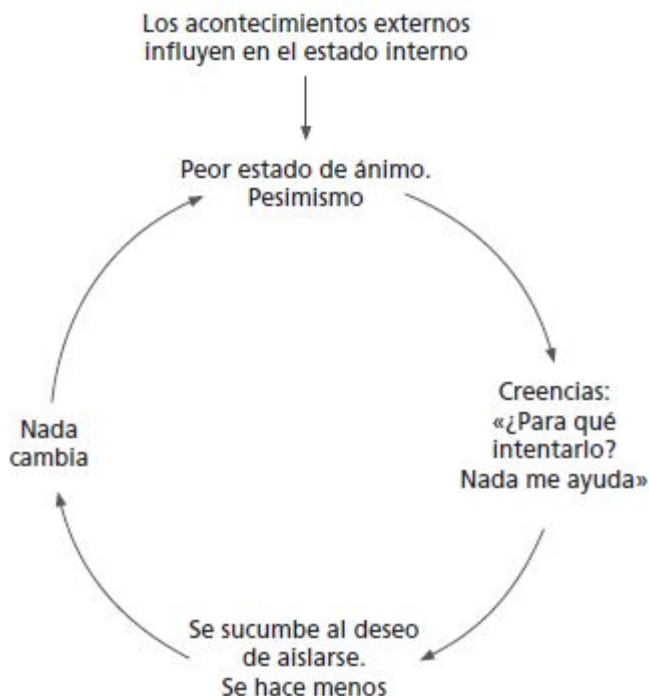 Los acontecimientos externos
influyen en el estado interno
Peor estado de ánimo.
Pesimismo
Creencias:
«¿Para qué
intentarlo?
Nada me ayuda»
Se sucumbe al deseo
de aislarse.
Se hace menos
Nada
cambia